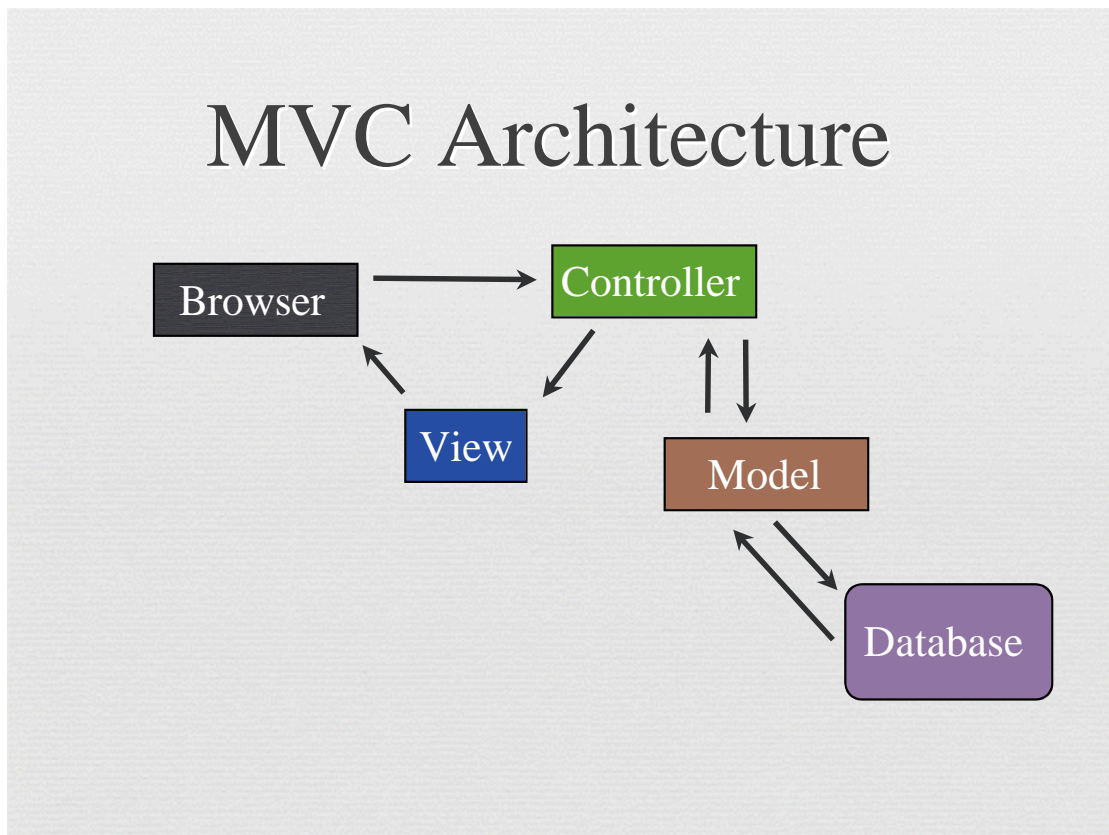 MVC Architecture
Browser
Controller
View
Model
Database